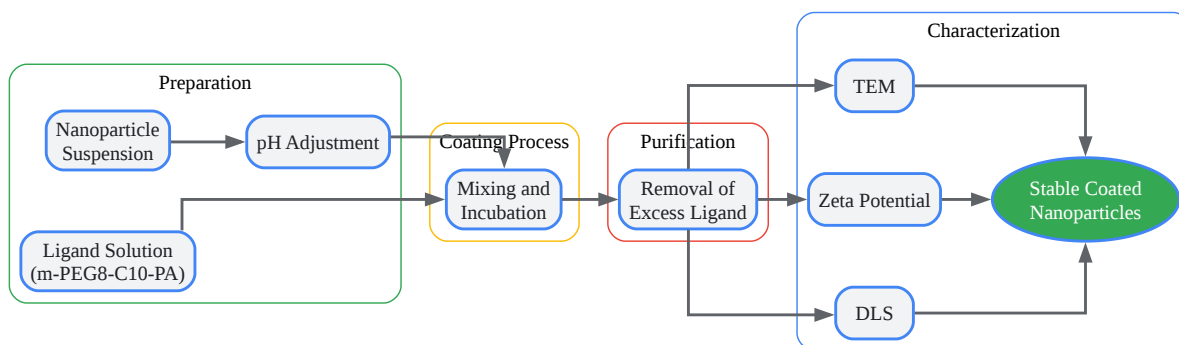 Preparation
Nanoparticle
Suspension
pH Adjustment
Ligand Solution
(m-PEG8-C10-PA)
Coating Process
Mixing and
Incubation
Purification
Removal of
Excess Ligand
Characterization
TEM
Zeta Potential
DLS
Stable Coated
Nanoparticles